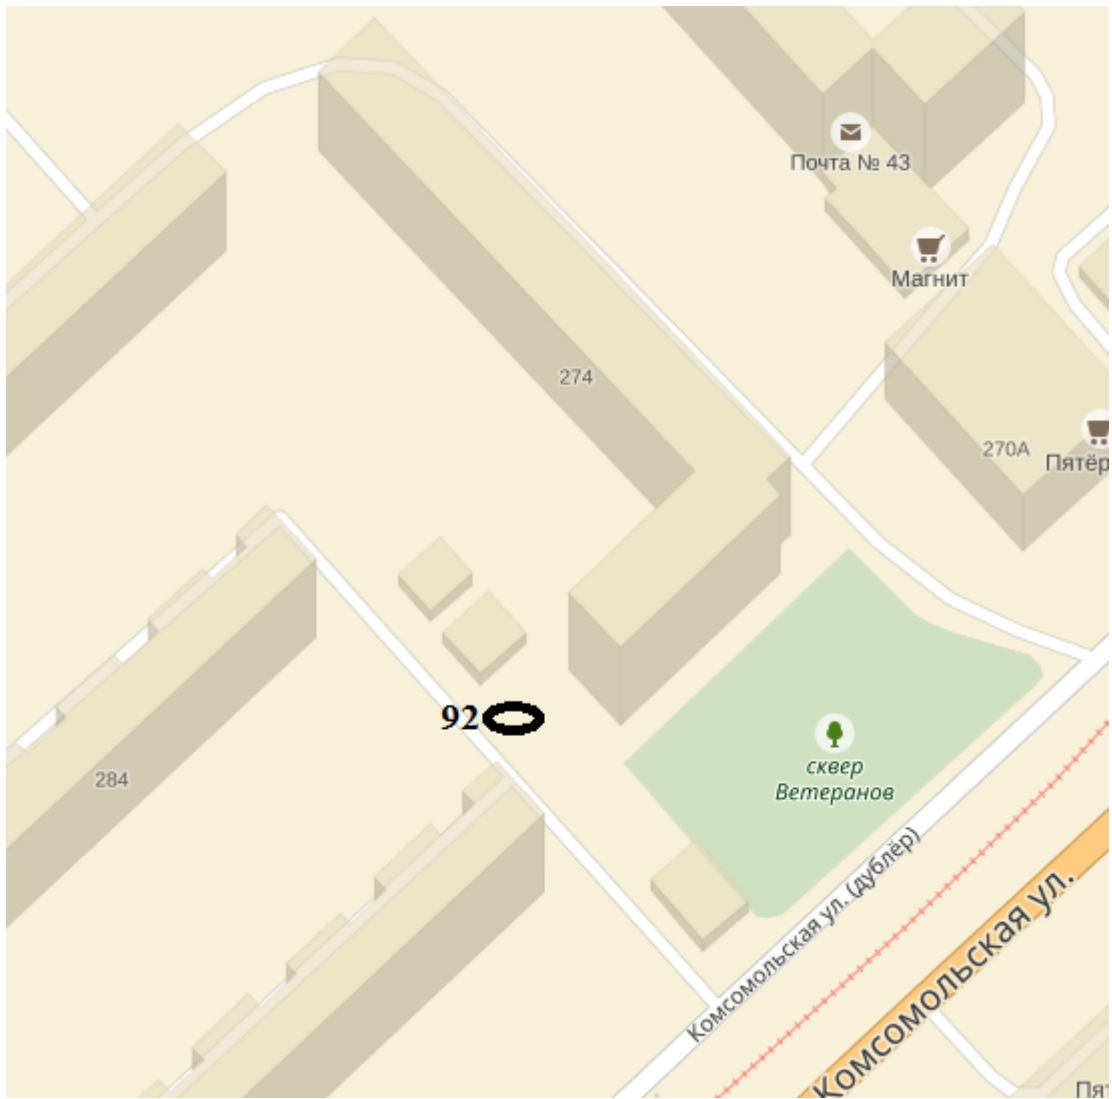 Почта № 43
Магнит
274
270А
Пятёр
92
284
сквер
Ветеранов
Комсомольская ул. (дублёр)
Комсомольская ул.
Пят